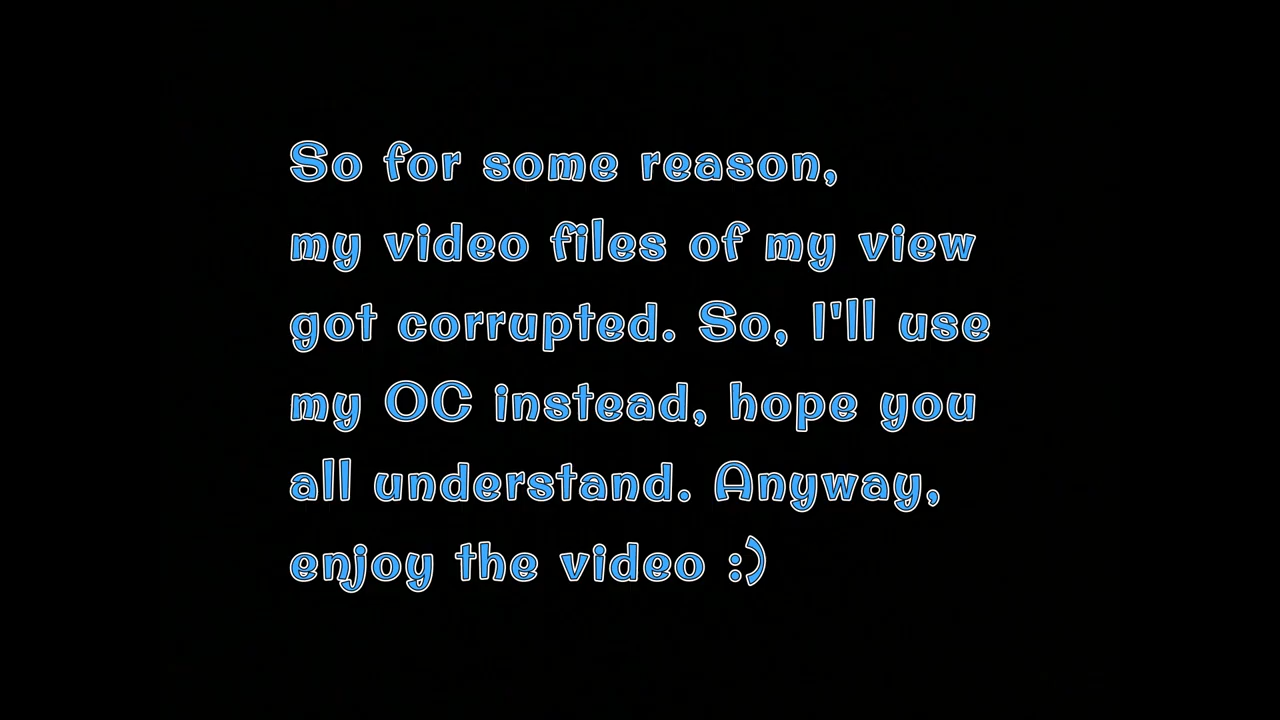 So for some reason,
my video files of my view
got corrupted. So, I'll use
my OC instead, hope you
all understand. Anyway,
enjoy the video :)